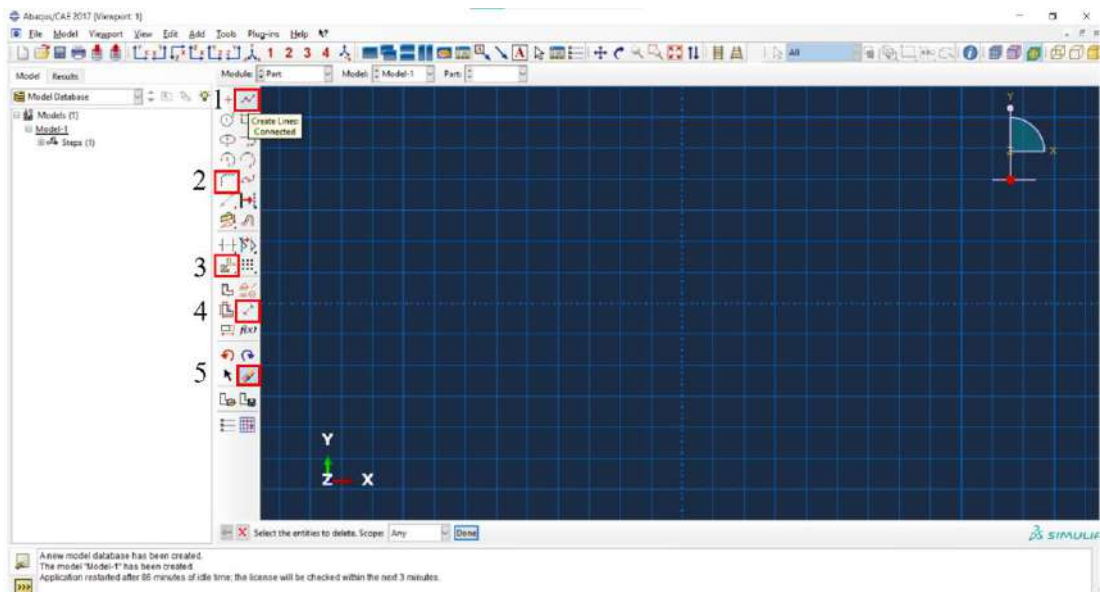 Abaqus/CAE 2017 [Viewport: 1]
File Model Viewport View Edit Add Tools Plug-ins Help
1 2 3 4 A All
Model Results
Module: Part Model: Model-1 Part:
Model Database
Models (1)
Model-1
Steps (1)
1
Create Lines:
Connected
2
3
4
f(x)
5
Y
Z X
Y
Z X
Select the entities to delete. Scope: Any Done
SIMULIA
A new model database has been created.
The model "Model-1" has been created.
Application restarted after 86 minutes of idle time; the license will be checked within the next 3 minutes.
>>>